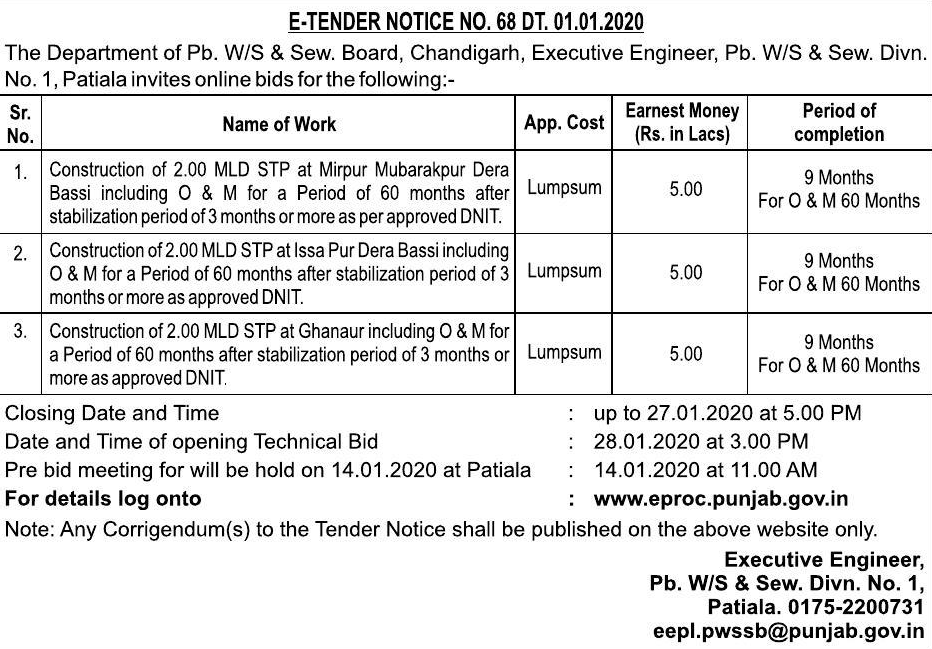 E-TENDER NOTICE NO. 68 DT. 01.01.2020
The Department of Pb. W/S & Sew. Board, Chandigarh, Executive Engineer, Pb. W/S & Sew. Divn.
No. 1, Patiala invites online bids for the following:-
Sr. No. Name of Work App. Cost Earnest Money (Rs. in Lacs) Period of completion
1. Construction of 2.00 MLD STP at Mirpur Mubarakpur Dera
Bassi including O & M for a Period of 60 months after
stabilization period of 3 months or more as per approved DNIT.
Lumpsum
5.00
9 Months
For O & M 60 Months
2. Construction of 2.00 MLD STP at Issa Pur Dera Bassi including
O & M for a Period of 60 months after stabilization period of 3
months or more as approved DNIT.
Lumpsum
5.00
9 Months
For O & M 60 Months
3. Construction of 2.00 MLD STP at Ghanaur including O & M for
a Period of 60 months after stabilization period of 3 months or
more as approved DNIT.
Lumpsum
5.00
9 Months
For O & M 60 Months
Closing Date and Time : up to 27.01.2020 at 5.00 PM
Date and Time of opening Technical Bid : 28.01.2020 at 3.00 PM
Pre bid meeting for will be hold on 14.01.2020 at Patiala : 14.01.2020 at 11.00 AM
For details log onto : www.eproc.punjab.gov.in
Note: Any Corrigendum(s) to the Tender Notice shall be published on the above website only.
Executive Engineer,
Pb. W/S & Sew. Divn. No. 1,
Patiala. 0175-2200731
eepl.pwssb@punjab.gov.in